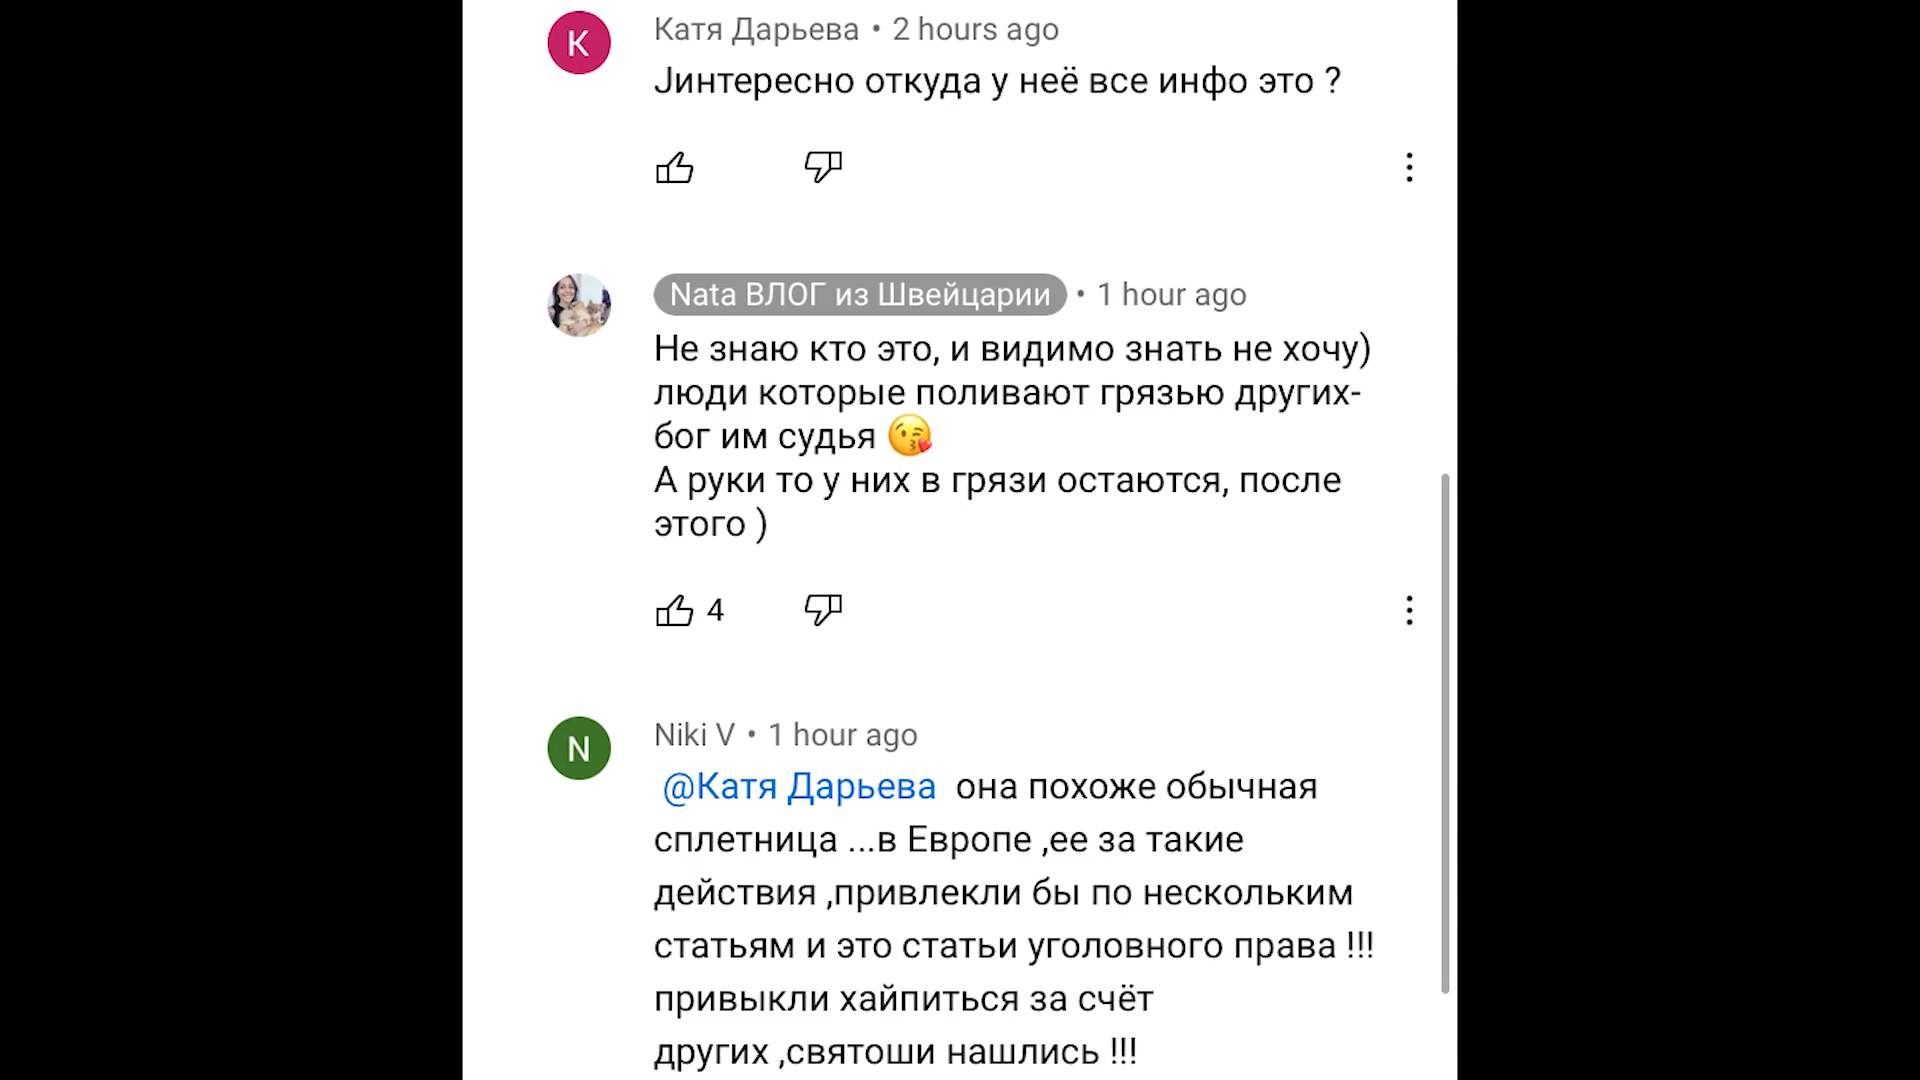 K
Катя Дарьева • 2 hours ago
Jинтересно откуда у неё все инфо это ?
Nata ВЛОГ из Швейцарии • 1 hour ago
Не знаю кто это, и видимо знать не хочу)
люди которые поливают грязью других-
бог им судья 😘
А руки то у них в грязи остаются, после
этого )
4
N
Niki V • 1 hour ago
@Катя Дарьева она похоже обычная
сплетница ...в Европе ,ее за такие
действия ,привлекли бы по нескольким
статьям и это статьи уголовного права !!!
привыкли хайпиться за счёт
других ,святоши нашлись !!!